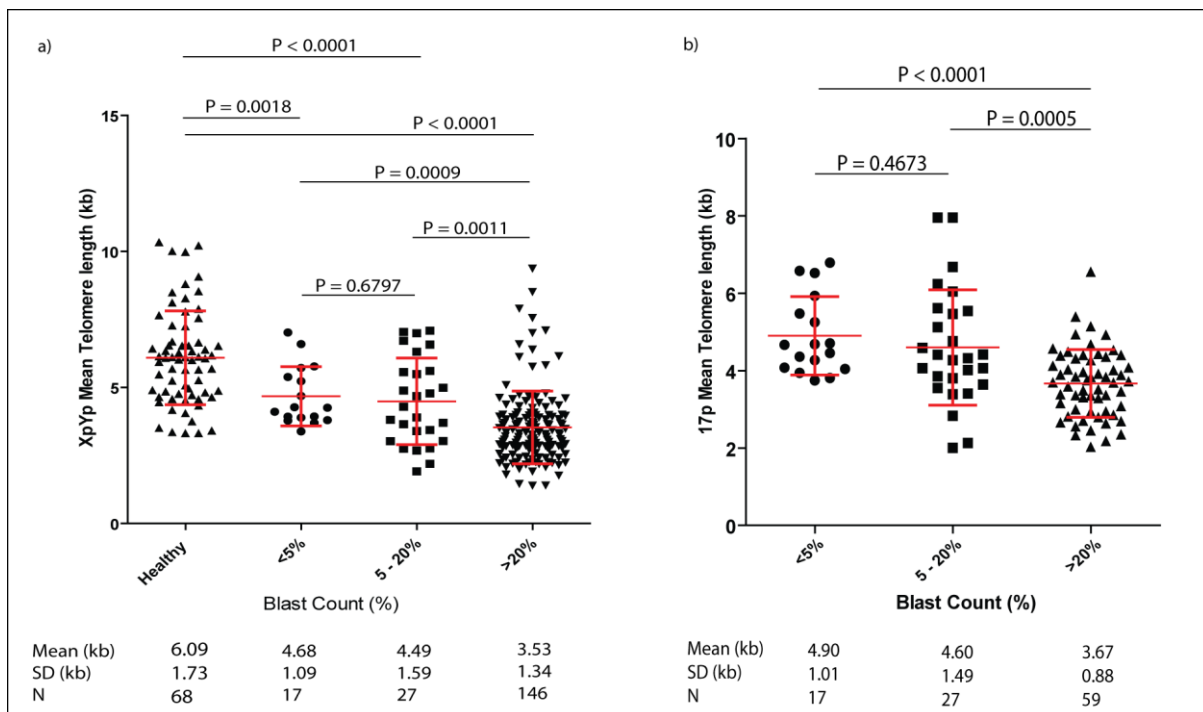 a)
P < 0.0001
P = 0.0018
P < 0.0001
P = 0.0009
P = 0.0011
P = 0.6797
XpYp Mean Telomere length (kb)
15
10
5
0
Healthy
<5%
5 - 20%
>20%
Blast Count (%)
Mean (kb) 6.09 4.68 4.49 3.53
SD (kb) 1.73 1.09 1.59 1.34
N 68 17 27 146
b)
P < 0.0001
P = 0.0005
P = 0.4673
17p Mean Telomere length (kb)
10
8
6
4
2
0
<5%
5 - 20%
>20%
Blast Count (%)
Mean (kb) 4.90 4.60 3.67
SD (kb) 1.01 1.49 0.88
N 17 27 59